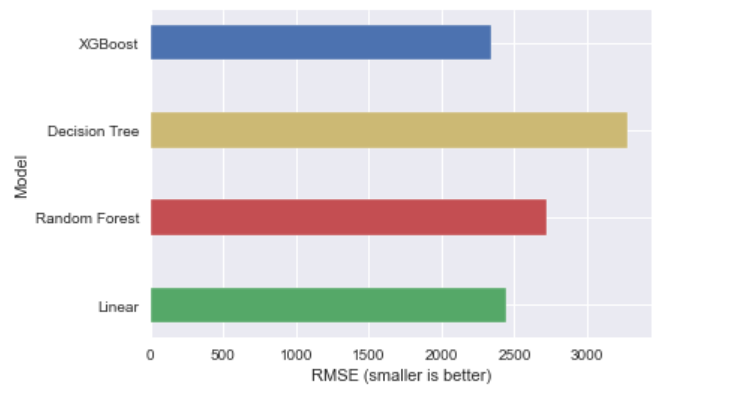 XGBoost
Decision Tree
Random Forest
Linear
Model
0 500 1000 1500 2000 2500 3000
RMSE (smaller is better)